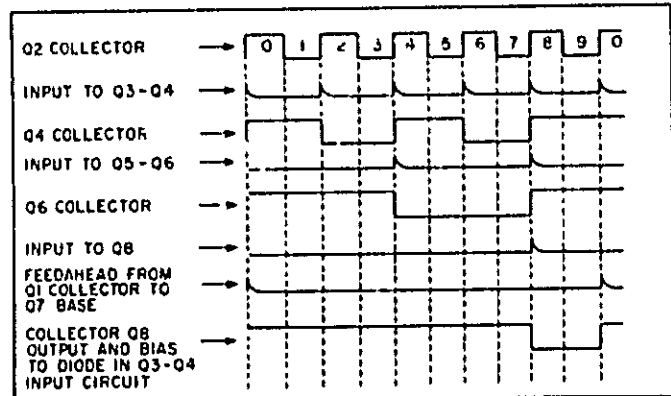 Q2 COLLECTOR
0 1 2 3 4 5 6 7 8 9 0
INPUT TO Q3-Q4
Q4 COLLECTOR
INPUT TO Q5-Q6
Q6 COLLECTOR
INPUT TO Q8
FEEDAHEAD FROM
Q1 COLLECTOR TO
Q7 BASE
COLLECTOR Q8
OUTPUT AND BIAS
TO DIODE IN Q3-Q4
INPUT CIRCUIT